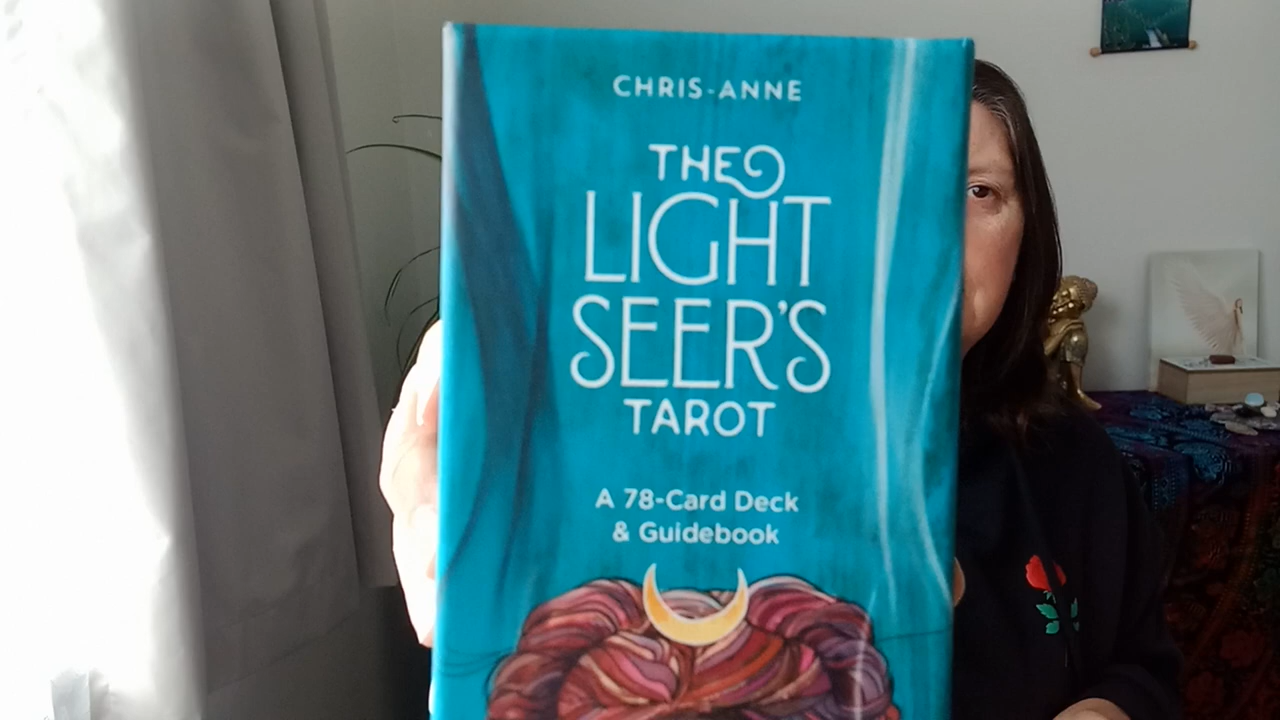 CHRIS-ANNE
THE
LIGHT
SEER'S
TAROT
A 78-Card Deck
& Guidebook